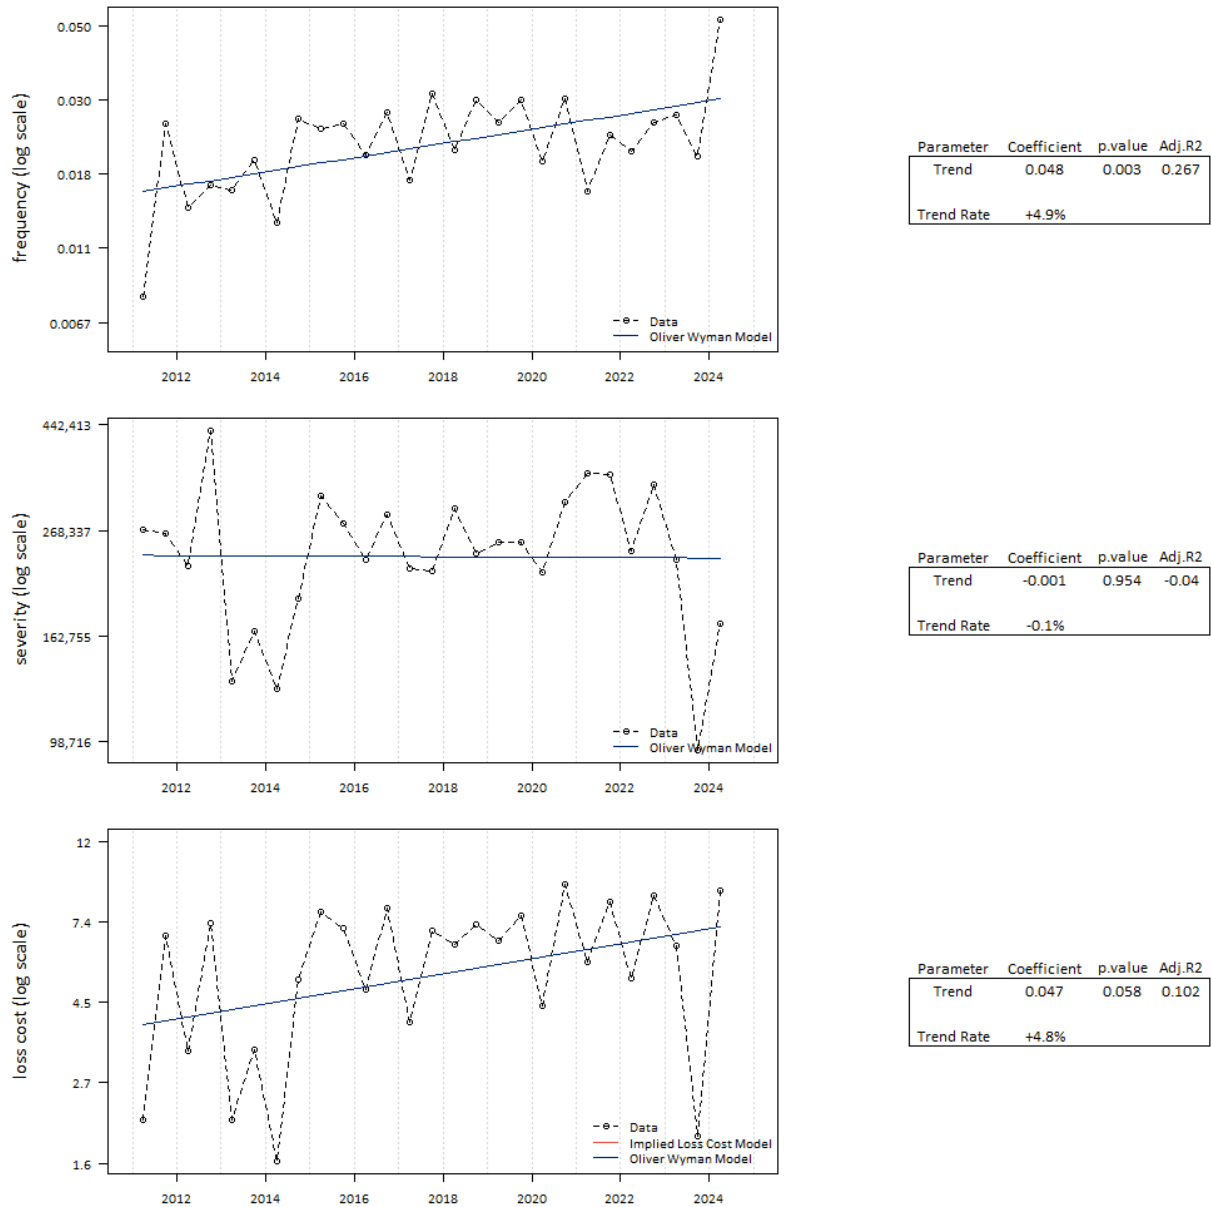 frequency (log scale)
0.050
0.030
0.018
0.011
0.0067
Data
Oliver Wyman Model
2012 2014 2016 2018 2020 2022 2024
Parameter Coefficient p.value Adj.R2
Trend 0.048 0.003 0.267
Trend Rate +4.9%
severity (log scale)
442,413
268,337
162,755
98,716
Data
Oliver Wyman Model
2012 2014 2016 2018 2020 2022 2024
Parameter Coefficient p.value Adj.R2
Trend -0.001 0.954 -0.04
Trend Rate -0.1%
loss cost (log scale)
12
7.4
4.5
2.7
1.6
Data
Implied Loss Cost Model
Oliver Wyman Model
2012 2014 2016 2018 2020 2022 2024
Parameter Coefficient p.value Adj.R2
Trend 0.047 0.058 0.102
Trend Rate +4.8%